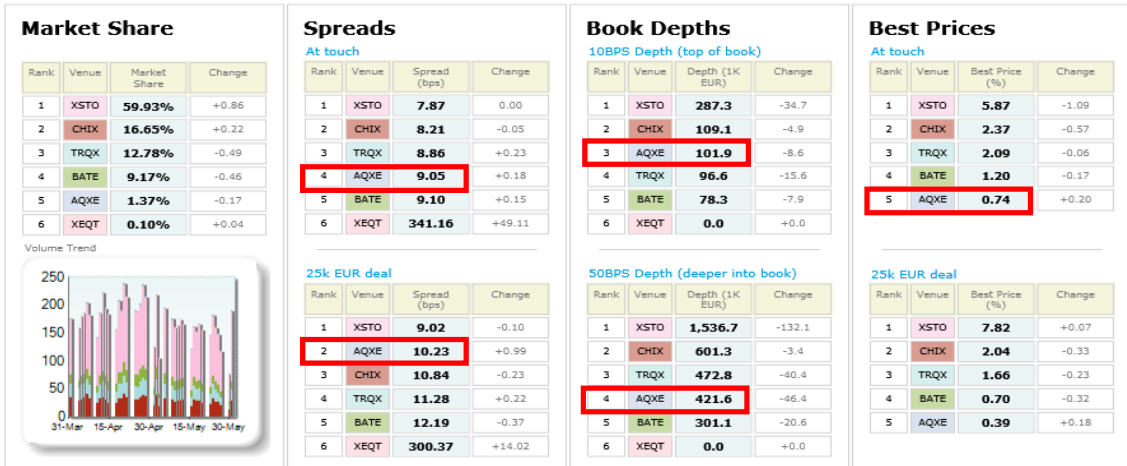 Market Share
Rank Venue Market Share Change
1 XSTO 59.93% +0.86
2 CHIX 16.65% +0.22
3 TRQX 12.78% -0.49
4 BATE 9.17% -0.46
5 AQXE 1.37% -0.17
6 XEQT 0.10% +0.04
Volume Trend
250
200
150
100
50
0
31-Mar 15-Apr 30-Apr 15-May 30-May
Spreads
At touch
Rank Venue Spread (bps) Change
1 XSTO 7.87 0.00
2 CHIX 8.21 -0.05
3 TRQX 8.86 +0.23
4 AQXE 9.05 +0.18
5 BATE 9.10 +0.15
6 XEQT 341.16 +49.11
25k EUR deal
Rank Venue Spread (bps) Change
1 XSTO 9.02 -0.10
2 AQXE 10.23 +0.99
3 CHIX 10.84 -0.23
4 TRQX 11.28 +0.22
5 BATE 12.19 -0.37
6 XEQT 300.37 +14.02
Book Depths
10BPS Depth (top of book)
Rank Venue Depth (1K EUR) Change
1 XSTO 287.3 -34.7
2 CHIX 109.1 -4.9
3 AQXE 101.9 -8.6
4 TRQX 96.6 -15.6
5 BATE 78.3 -7.9
6 XEQT 0.0 +0.0
50BPS Depth (deeper into book)
Rank Venue Depth (1K EUR) Change
1 XSTO 1,536.7 -132.1
2 CHIX 601.3 -3.4
3 TRQX 472.8 -40.4
4 AQXE 421.6 -46.4
5 BATE 301.1 -20.6
6 XEQT 0.0 +0.0
Best Prices
At touch
Rank Venue Best Price (%) Change
1 XSTO 5.87 -1.09
2 CHIX 2.37 -0.57
3 TRQX 2.09 -0.06
4 BATE 1.20 -0.17
5 AQXE 0.74 +0.20
25k EUR deal
Rank Venue Best Price (%) Change
1 XSTO 7.82 +0.07
2 CHIX 2.04 -0.33
3 TRQX 1.66 -0.23
4 BATE 0.70 -0.32
5 AQXE 0.39 +0.18